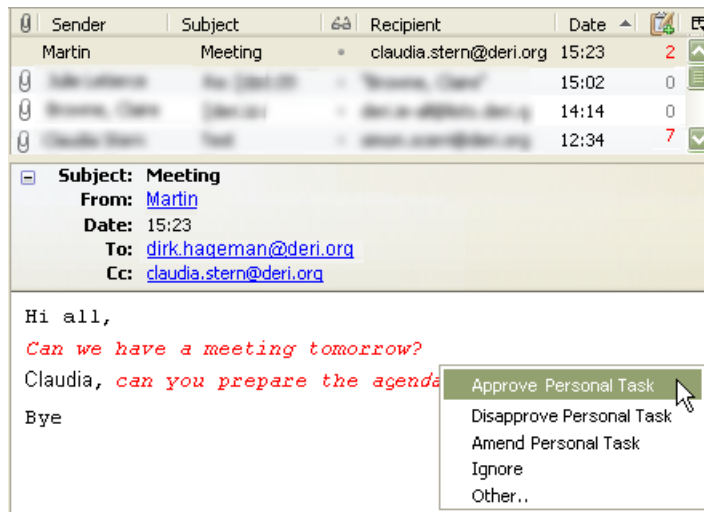 Sender Subject Recipient Date
Martin Meeting claudia.stern@deri.org 15:23 2
15:02 0
14:14 0
12:34 7
Subject: Meeting
From: Martin
Date: 15:23
To: dirk.hageman@deri.org
Cc: claudia.stern@deri.org
Hi all,
Can we have a meeting tomorrow?
Claudia, can you prepare the agenda
Bye
Approve Personal Task
Disapprove Personal Task
Amend Personal Task
Ignore
Other..